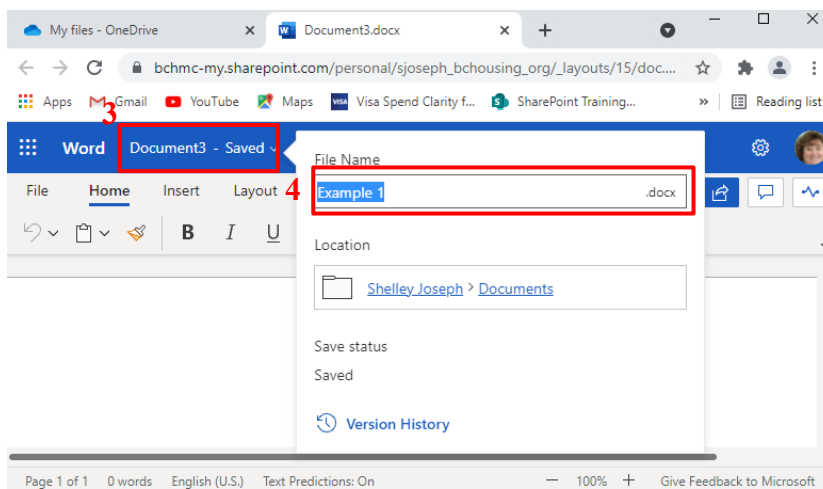 My files - OneDrive
Document3.docx
bchmc-my.sharepoint.com/personal/sjoseph_bchousing_org/_layouts/15/doc....
Apps Gmail YouTube Maps VISA Visa Spend Clarity f... SharePoint Training... » Reading list
3
Word Document3 - Saved
File Name
File Home Insert Layout
4
Example 1 .docx
B I U
Location
Shelley Joseph > Documents
Save status
Saved
Version History
Page 1 of 1 0 words English (U.S.) Text Predictions: On — 100% + Give Feedback to Microsoft